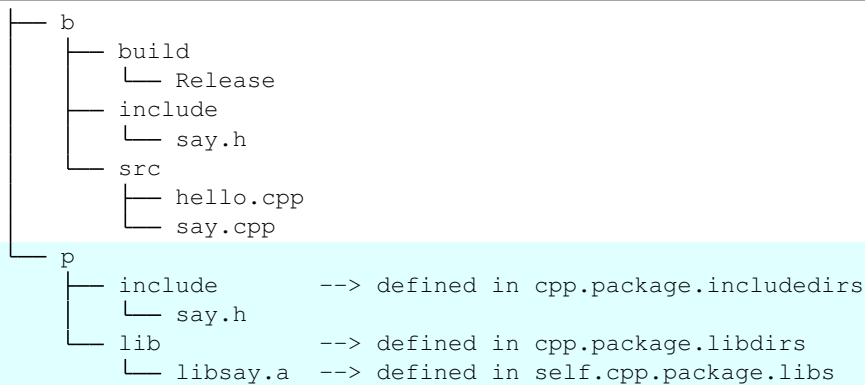 ├── b
│   ├── build
│   │   └── Release
│   ├── include
│   │   └── say.h
│   └── src
│       ├── hello.cpp
│       └── say.cpp
└── p
    ├── include      --> defined in cpp.package.includedirs
    │   └── say.h
    └── lib          --> defined in cpp.package.libdirs
        └── libsay.a --> defined in self.cpp.package.libs